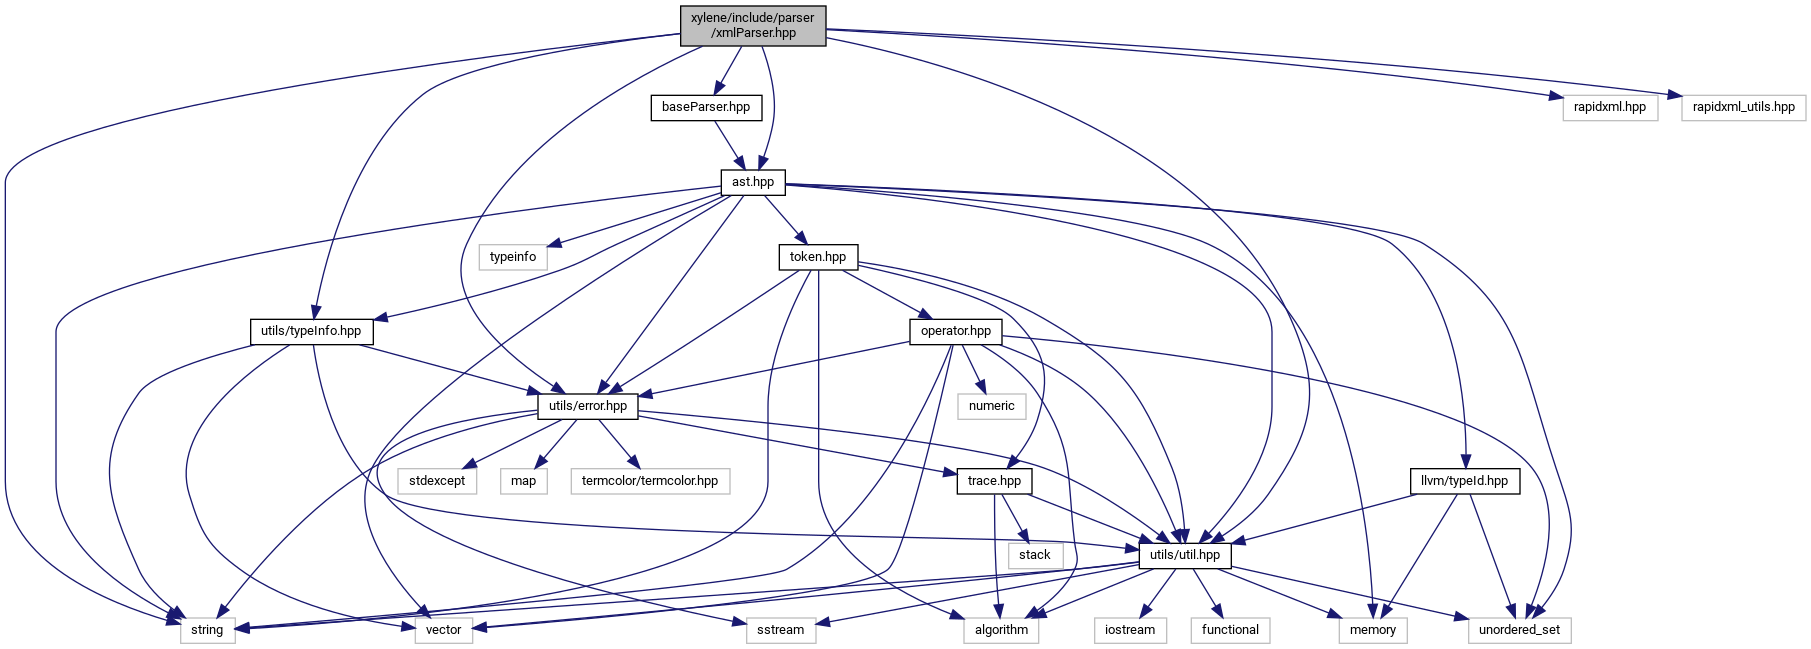 xylene/include/parser
/xmlParser.hpp
baseParser.hpp
rapidxml.hpp
rapidxml_utils.hpp
ast.hpp
typeinfo
token.hpp
utils/typeInfo.hpp
operator.hpp
utils/error.hpp
numeric
stdexcept
map
termcolor/termcolor.hpp
trace.hpp
llvm/typeId.hpp
stack
utils/util.hpp
string
vector
sstream
algorithm
iostream
functional
memory
unordered_set